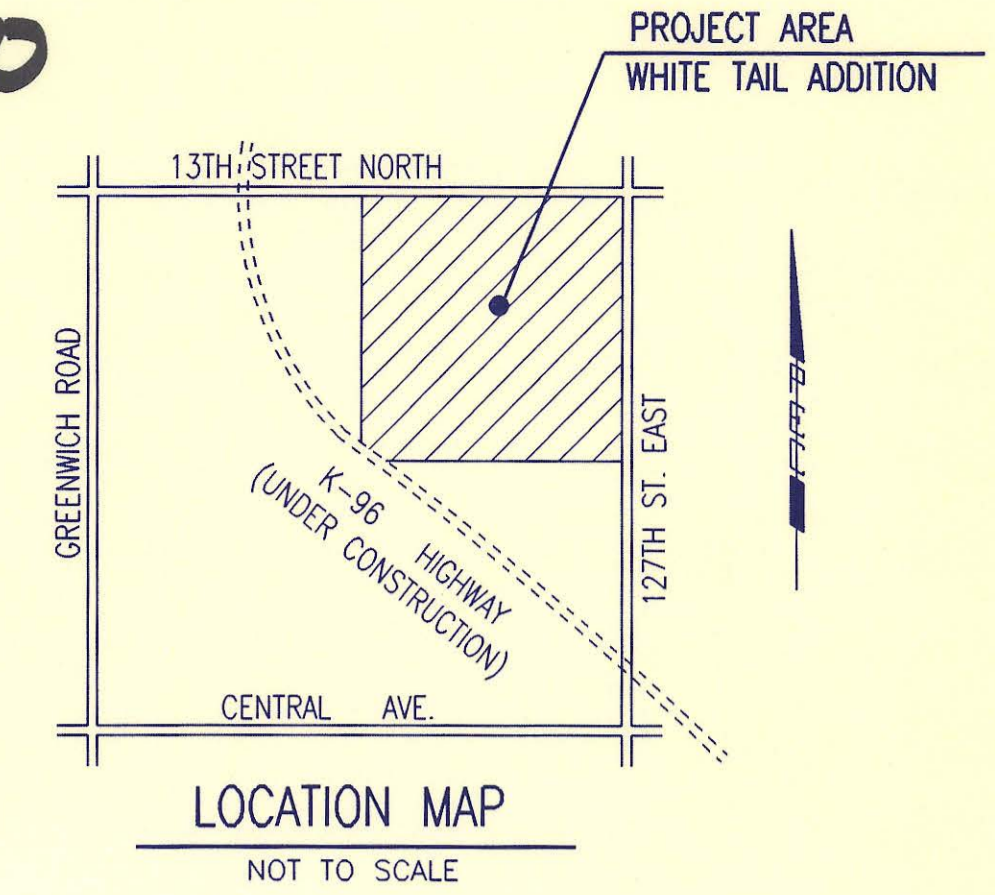 PROJECT AREA
WHITE TAIL ADDITION
13TH STREET NORTH
GREENWICH ROAD
127TH ST. EAST
K-96 HIGHWAY
(UNDER CONSTRUCTION)
CENTRAL AVE.
LOCATION MAP
NOT TO SCALE